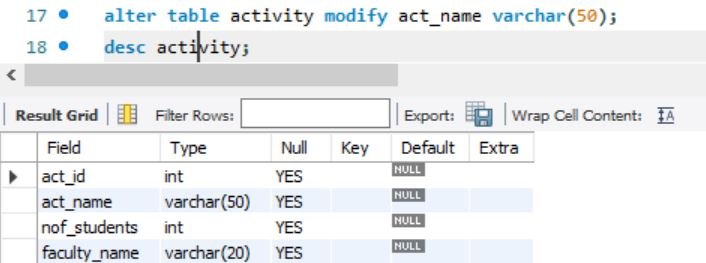 17 alter table activity modify act_name varchar(50);
18 desc activity;
Result Grid Filter Rows: Export: Wrap Cell Content:
Field Type Null Key Default Extra
act_id int YES NULL
act_name varchar(50) YES NULL
nof_students int YES NULL
faculty_name varchar(20) YES NULL